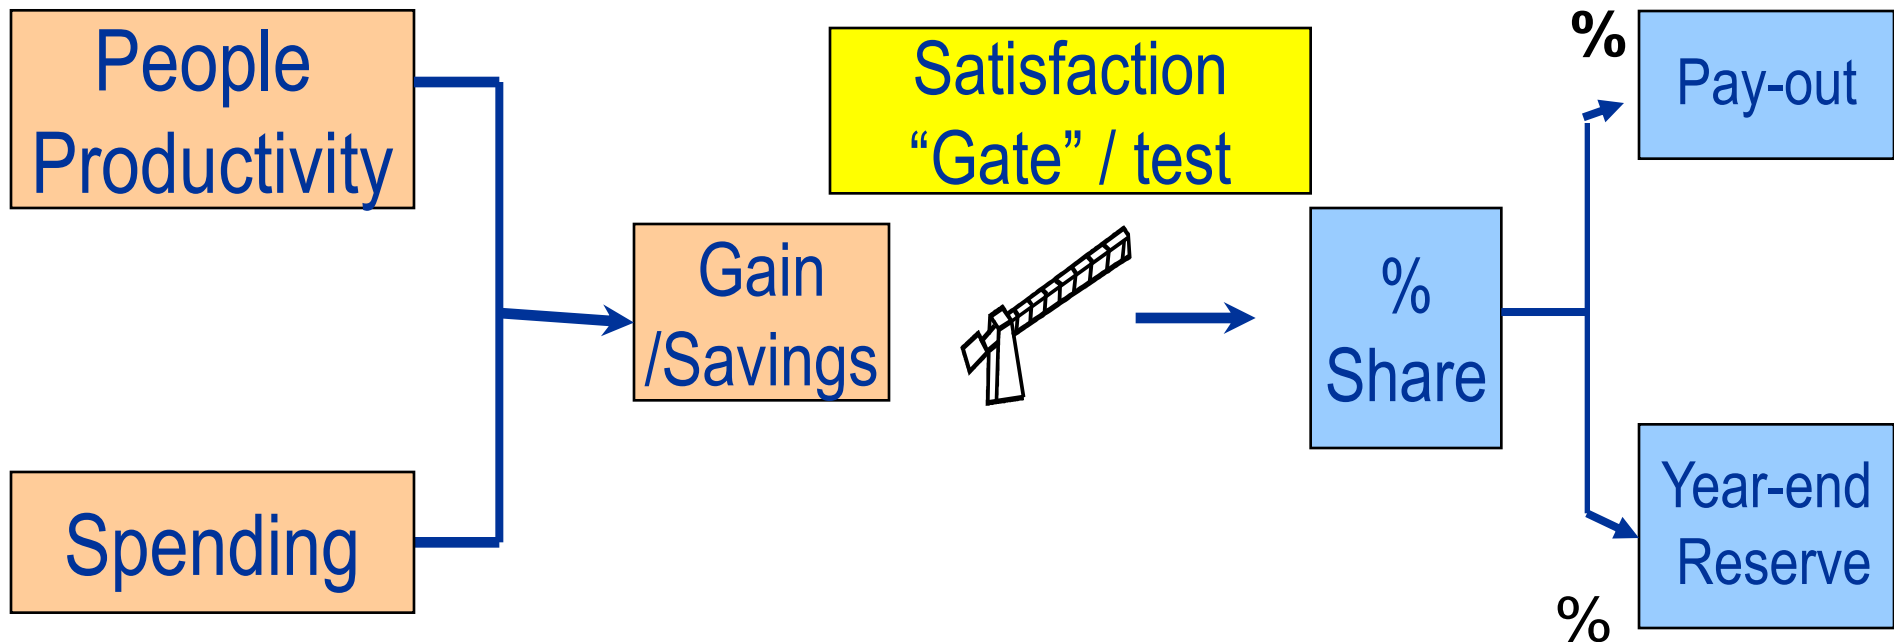 People
Productivity
Spending
Gain
/Savings
Satisfaction
“Gate” / test
%
Share
%
Pay-out
Year-end
Reserve
%